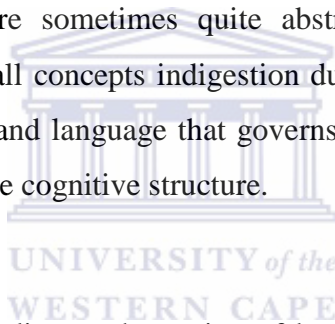 re sometimes quite abst
all concepts indigestion du
and language that governs
e cognitive structure.
UNIVERSITY of the
WESTERN CAPE